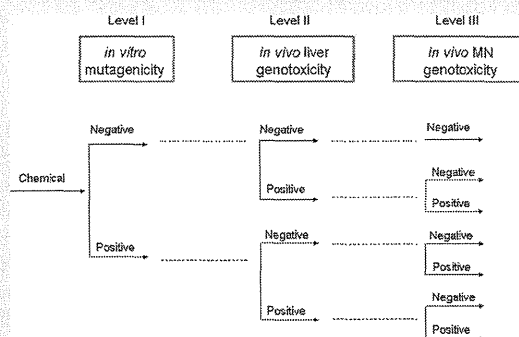 Level I Level II Level III
in vitro in vivo liver in vivo MN
mutagenicity genotoxicity genotoxicity
Negative Negative Negative
Negative
Chemical Positive Positive
Positive Negative Negative
Positive
Negative
Positive Positive